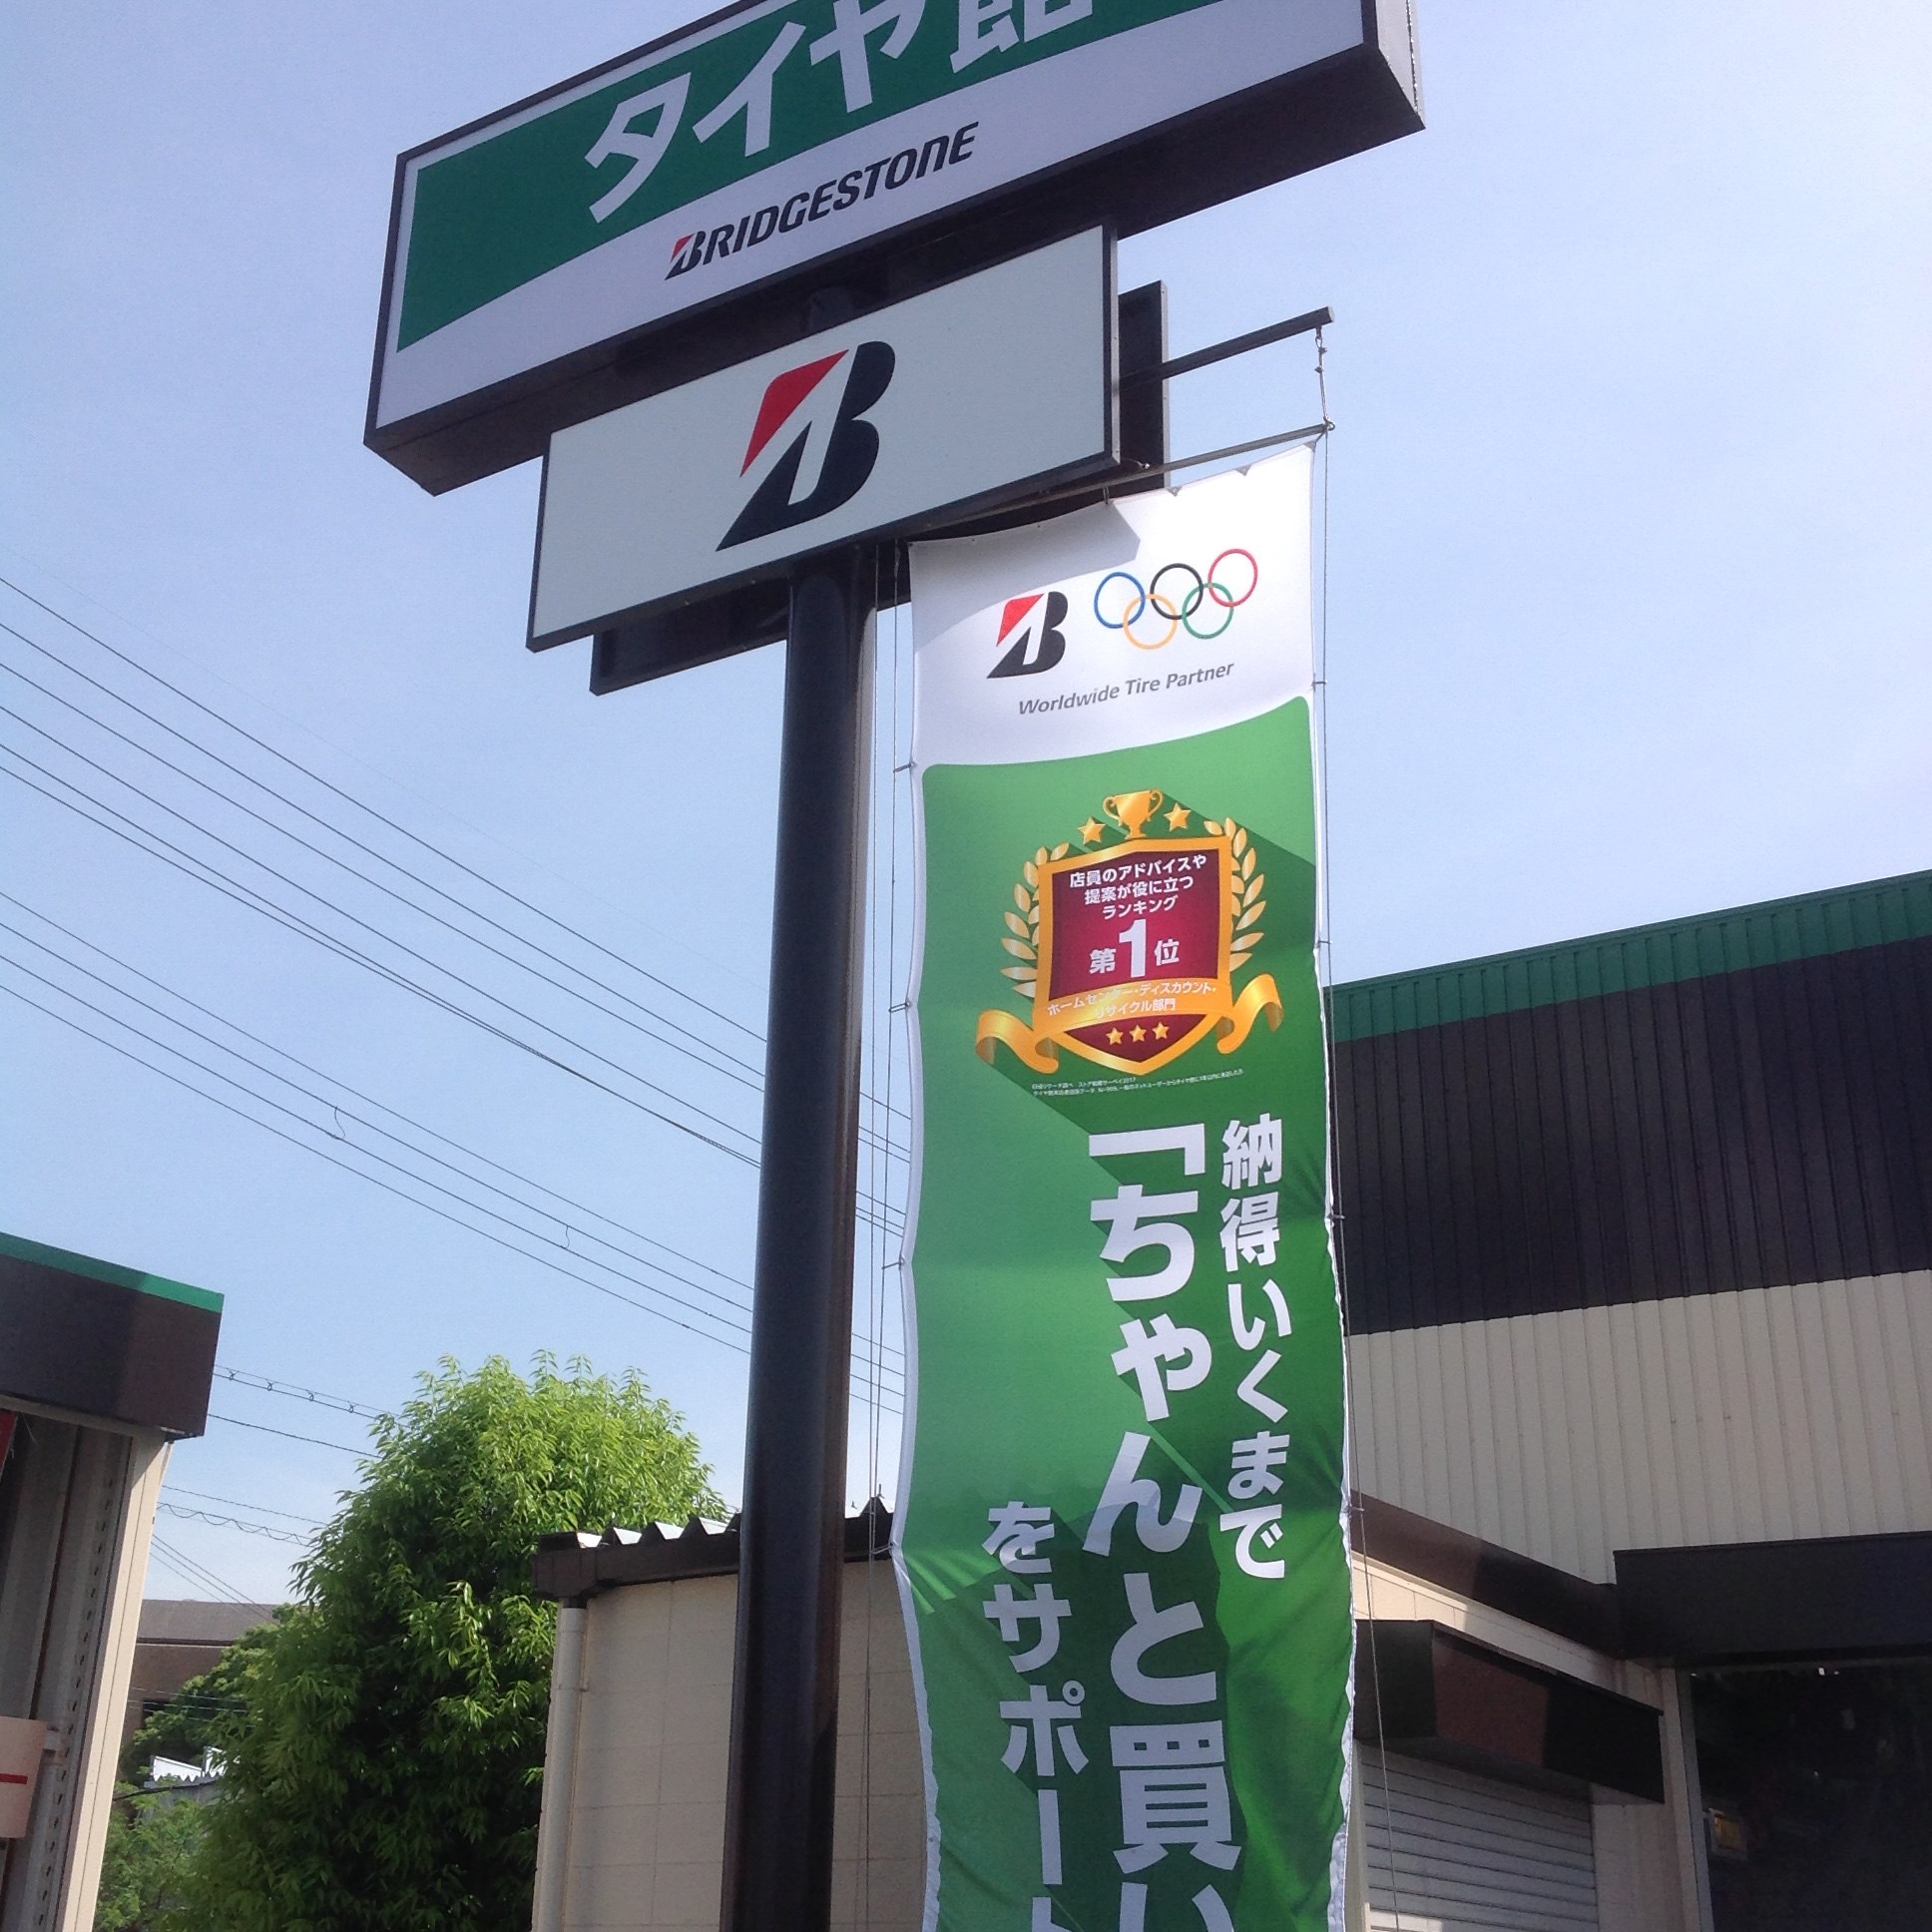 タイヤ館
BRIDGESTONE
B
B
Worldwide Tire Partner
店員のアドバイスや
提案が役に立つ
ランキング
第1位
ホームセンター・ディスカウント・
リサイクル部門
納得いくまで
「ちゃんと買い
をサポート